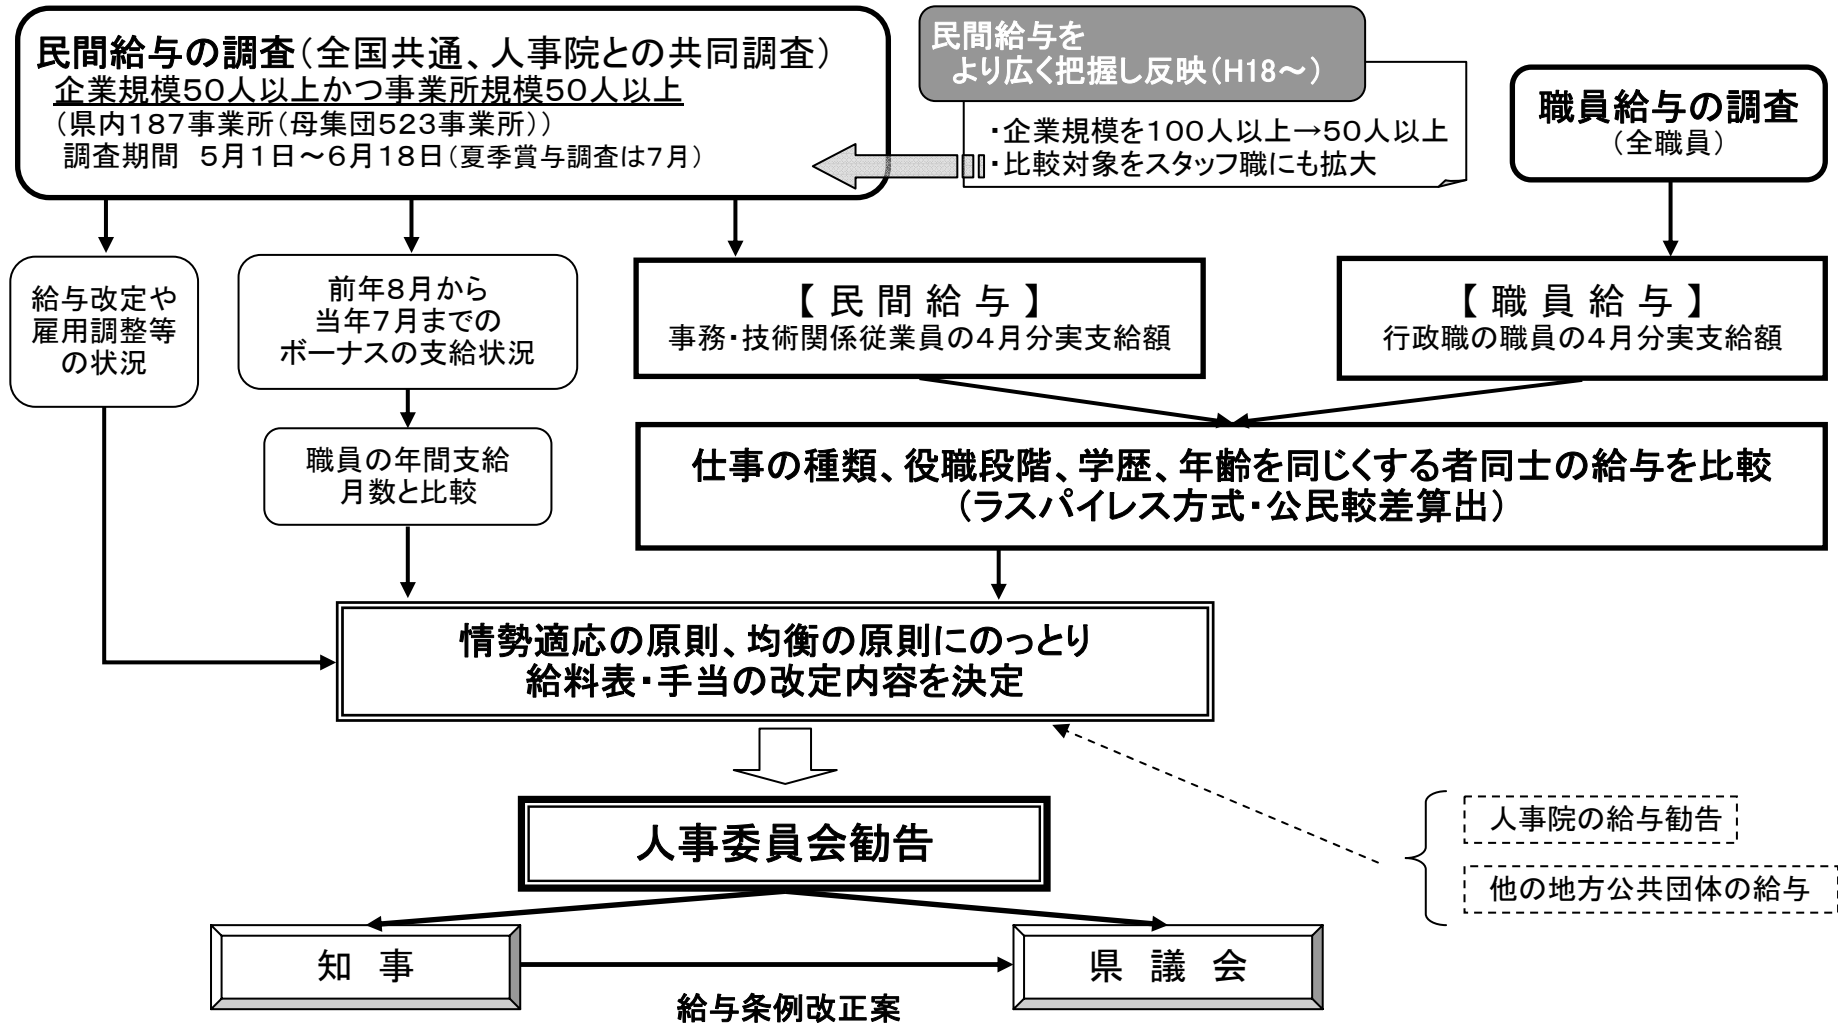 民間給与の調査(全国共通、人事院との共同調査)
企業規模50人以上かつ事業所規模50人以上
(県内187事業所(母集団523事業所))
調査期間 5月1日~6月18日(夏季賞与調査は7月)
民間給与を
より広く把握し反映(H18~)
・企業規模を100人以上→50人以上
・比較対象をスタッフ職にも拡大
職員給与の調査
(全職員)
給与改定や
雇用調整等
の状況
前年8月から
当年7月までの
ボーナスの支給状況
【民間給与】
事務・技術関係従業員の4月分実支給額
【職員給与】
行政職の職員の4月分実支給額
職員の年間支給
月数と比較
仕事の種類、役職段階、学歴、年齢を同じくする者同士の給与を比較
(ラスパイレス方式・公民較差算出)
情勢適応の原則、均衡の原則にのっとり
給料表・手当の改定内容を決定
人事委員会勧告
人事院の給与勧告
他の地方公共団体の給与
知 事
県 議 会
給与条例改正案